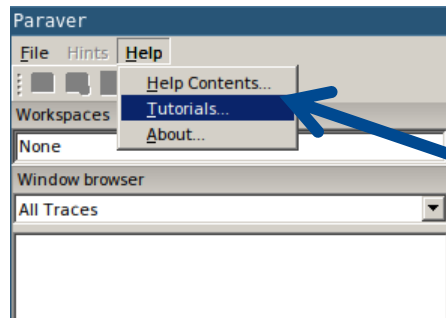 Paraver
File Hints Help
Help Contents...
Tutorials...
Workspaces
About...
None
Window browser
All Traces